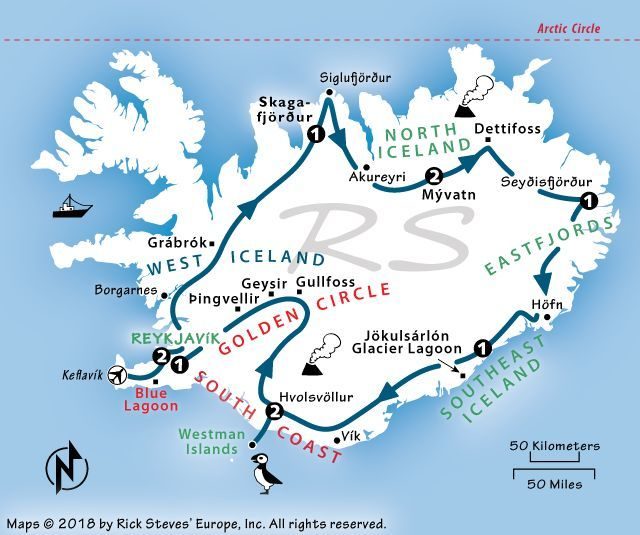 Arctic Circle
Siglufjörður
Skaga-
fjörður
1
NORTH
ICELAND
Dettifoss
Akureyri
2
Mývatn
Seyðisfjörður
1
RS
EASTFJORDS
Grábrók
WEST ICELAND
Borgarnes
Geysir
Gullfoss
Þingvellir
GOLDEN CIRCLE
Höfn
REYKJAVÍK
2
1
Keflavík
Blue
Lagoon
Jökulsárlón
Glacier Lagoon
1
SOUTHEAST
ICELAND
SOUTH COAST
Hvolsvöllur
2
Vík
Westman
Islands
N
50 Kilometers
50 Miles
Maps © 2018 by Rick Steves' Europe, Inc. All rights reserved.